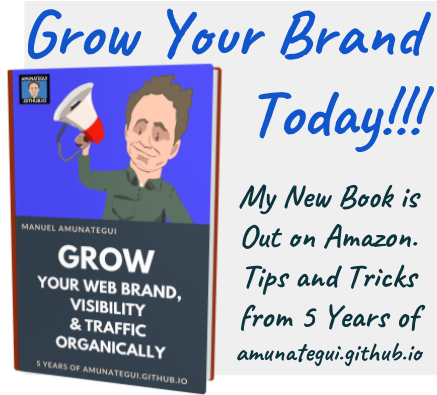 Grow Your Brand
Today!!!
AMUNATEGUI
.GITHUB.IO
MANUEL AMUNATEGUI
GROW
YOUR WEB BRAND,
VISIBILITY
& TRAFFIC
ORGANICALLY
5 YEARS OF AMUNATEGUI.GITHUB.IO
My New Book is
Out on Amazon.
Tips and Tricks
from 5 Years of
amunategui.github.io